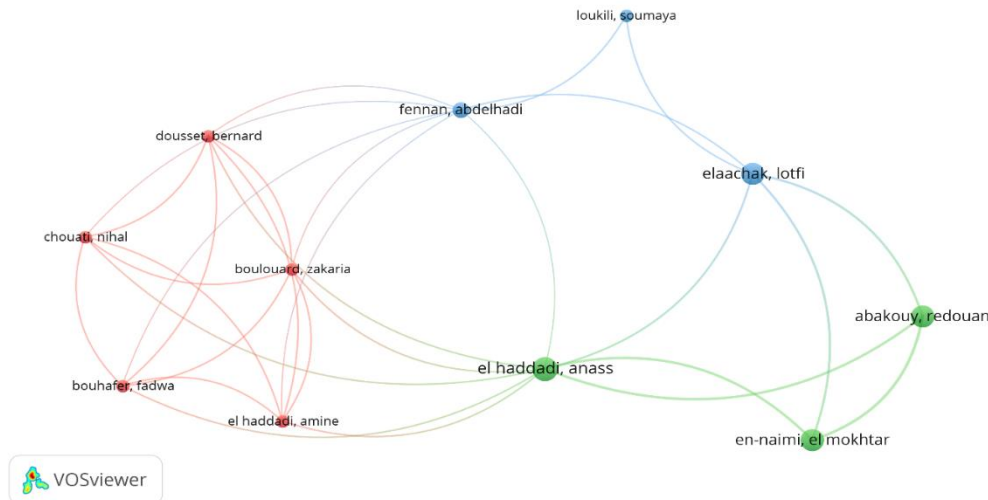 loukili, soumaya
fennan, abdelhadi
dousset, bernard
elaachak, lotfi
chouati, nihal
boulouard, zakaria
abakouy, redouan
el haddadi, anass
bouhafer, fadwa
el haddadi, amine
en-naimi, el mokhtar
VOSviewer